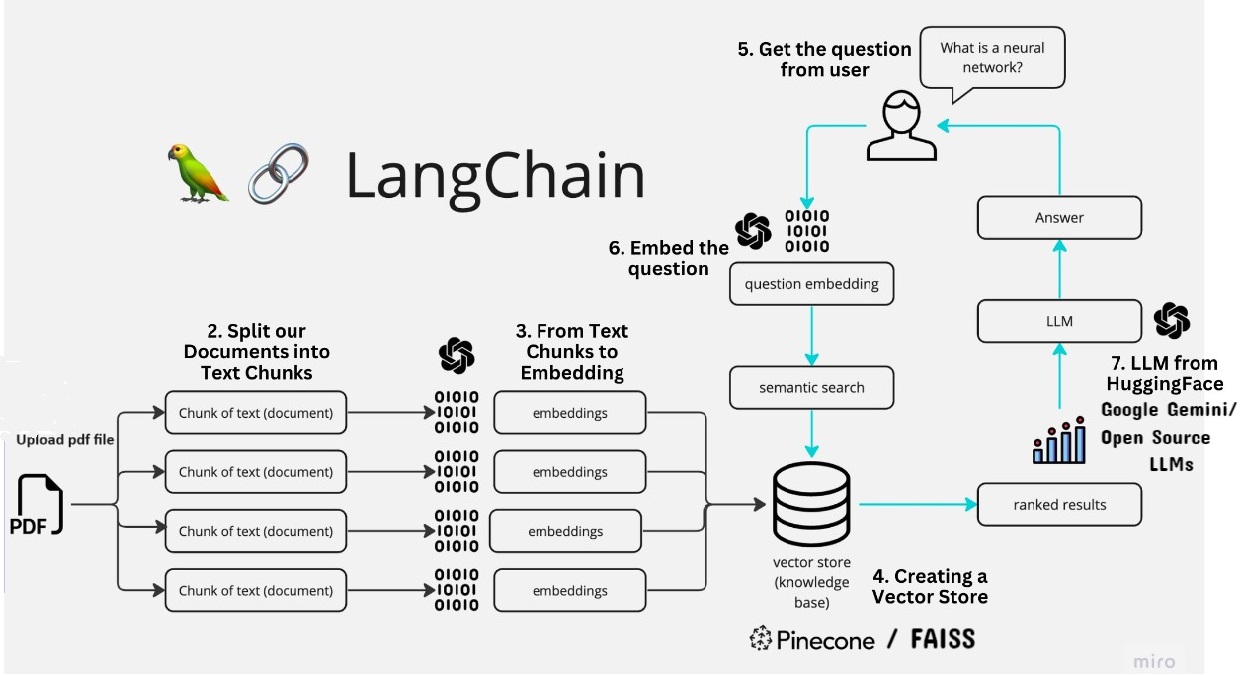 5. Get the question
from user
What is a neural
network?
LangChain
01010
10101
01010
6. Embed the
question
question embedding
Answer
LLM
7. LLM from
HuggingFace
Google Gemini/
Open Source
LLMs
semantic search
2. Split our
Documents into
Text Chunks
3. From Text
Chunks to
Embedding
Upload pdf file
PDF
Chunk of text (document)
01010
10101
01010
embeddings
Chunk of text (document)
01010
10101
01010
embeddings
Chunk of text (document)
01010
10101
01010
embeddings
Chunk of text (document)
01010
10101
01010
embeddings
ranked results
vector store
(knowledge
base)
4. Creating a
Vector Store
Pinecone / FAISS
miro